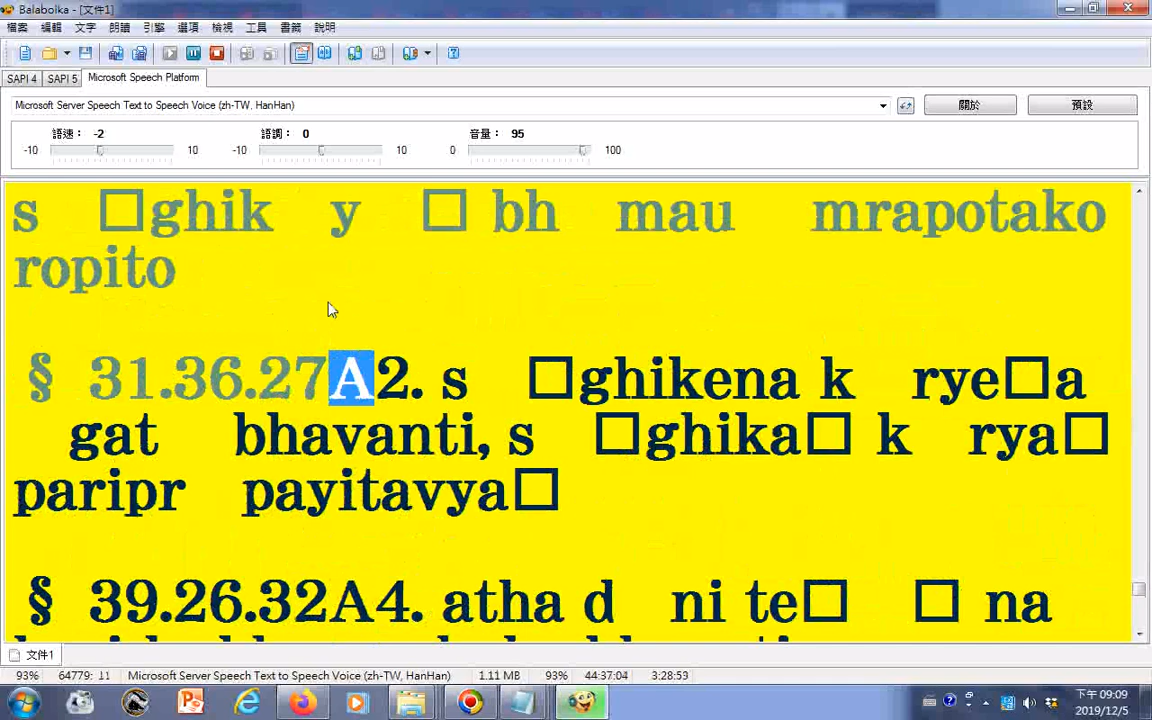 Balabolka - [文件1]
檔案 編輯 文字 朗讀 引擎 選項 檢視 工具 書籤 說明
SAPI 4 SAPI 5 Microsoft Speech Platform
Microsoft Server Speech Text to Speech Voice (zh-TW, HanHan) 關於 預設
語速： -2 語調： 0 音量： 95
-10 10 -10 10 0 100
s □ghik y □ bh mau mrapotako
ropito
§ 31.36.27A2. s □ghikena k rye□a
gat bhavanti, s □ghika□ k rya□
paripr payitavya□
§ 39.26.32A4. atha d ni te□ □ na
文件1
93% 64779: 11 Microsoft Server Speech Text to Speech Voice (zh-TW, HanHan) 1.11 MB 93% 44:37:04 3:28:59
下午 09:09
2019/12/5